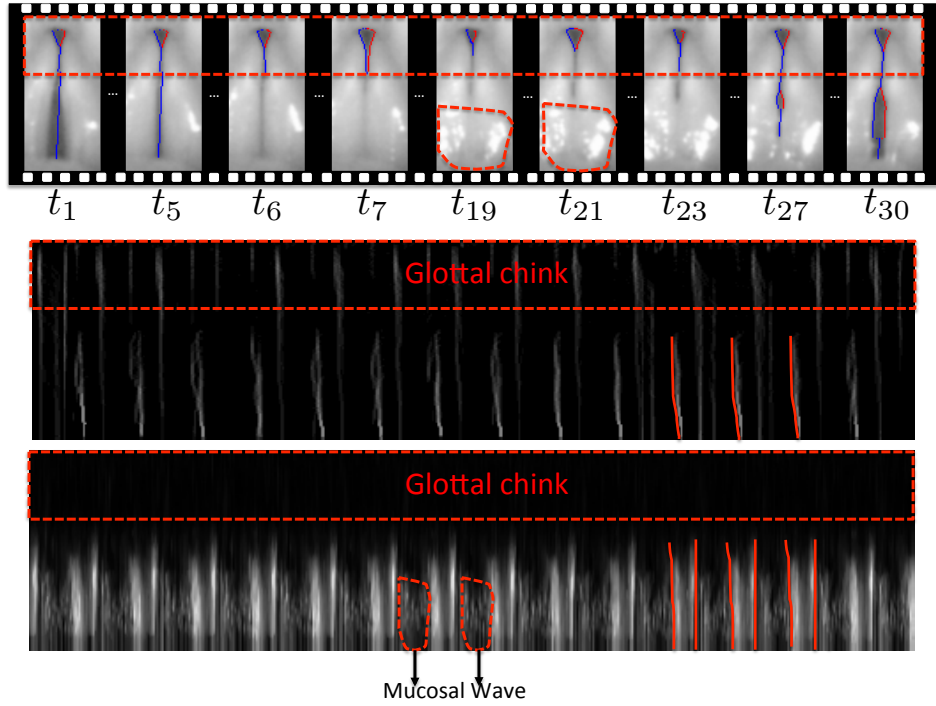 ... ... ... ... ... ... ... ...
t₁ t₅ t₆ t₇ t₁₉ t₂₁ t₂₃ t₂₇ t₃₀
Glottal chink
Glottal chink
Mucosal Wave